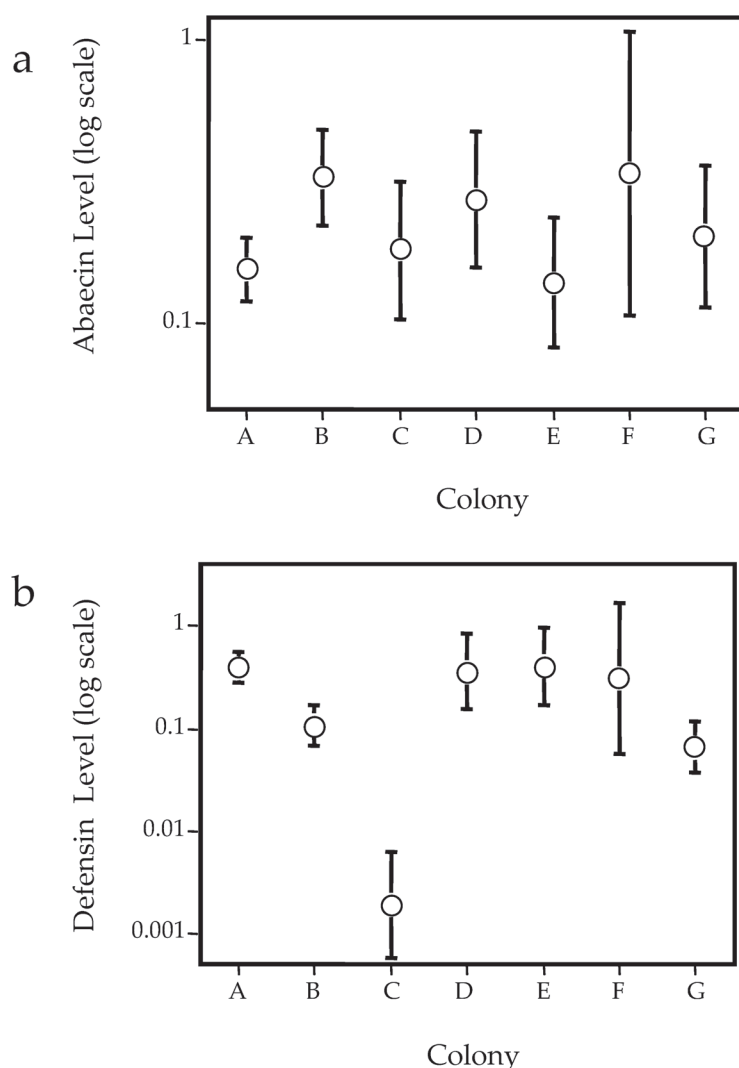 a
Abaecin Level (log scale)
1
0.1
A B C D E F G
Colony
b
Defensin Level (log scale)
1
0.1
0.01
0.001
A B C D E F G
Colony